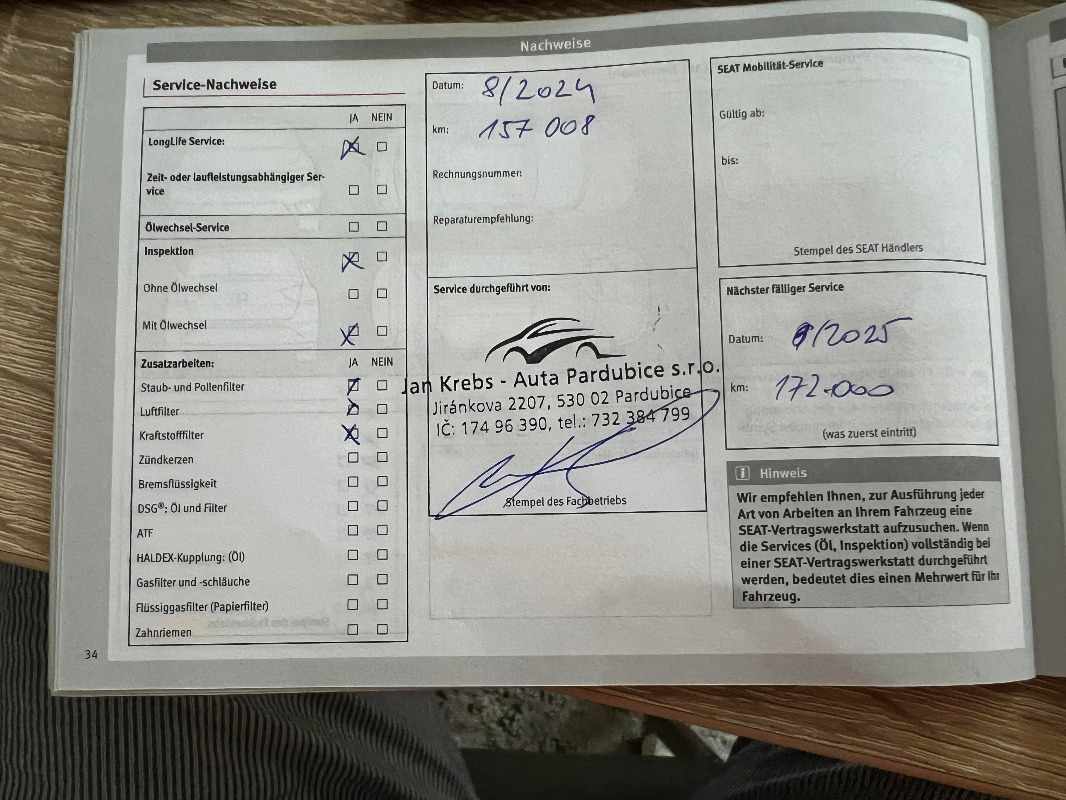 Nachweise
Service-Nachweise
JA NEIN
LongLife Service:
Zeit- oder laufleistungsabhängiger Ser-
vice
Ölwechsel-Service
Inspektion
Ohne Ölwechsel
Mit Ölwechsel
Zusatzarbeiten: JA NEIN
Staub- und Pollenfilter
Luftfilter
Kraftstofffilter
Zündkerzen
Bremsflüssigkeit
DSG®: Öl und Filter
ATF
HALDEX-Kupplung: (Öl)
Gasfilter und -schläuche
Flüssiggasfilter (Papierfilter)
Zahnriemen
34
Datum: 8/2024
km: 157 008
Rechnungsnummer:
Reparaturempfehlung:
Service durchgeführt von:
Jan Krebs - Auta Pardubice s.r.o.
Jiránkova 2207, 530 02 Pardubice
IČ: 174 96 390, tel.: 732 384 799
Stempel des Fachbetriebs
SEAT Mobilität-Service
Gültig ab:
bis:
Stempel des SEAT Händlers
Nächster fälliger Service
Datum: /2025
km: 172.000
(was zuerst eintritt)
i Hinweis
Wir empfehlen Ihnen, zur Ausführung jeder
Art von Arbeiten an Ihrem Fahrzeug eine
SEAT-Vertragswerkstatt aufzusuchen. Wenn
die Services (Öl, Inspektion) vollständig bei
einer SEAT-Vertragswerkstatt durchgeführt
werden, bedeutet dies einen Mehrwert für Ihr
Fahrzeug.